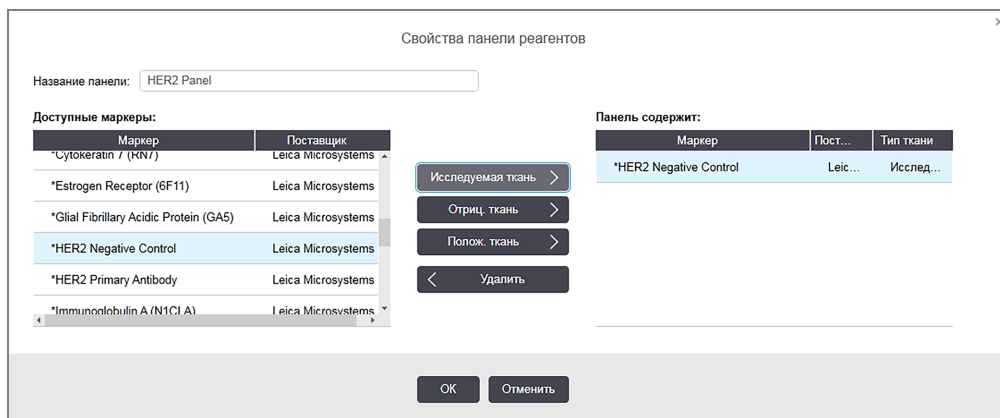 Свойства панели реагентов
Название панели: HER2 Panel
Доступные маркеры:
Маркер Поставщик
*Cytokeratin 7 (RN7) Leica Microsystems
*Estrogen Receptor (6F11) Leica Microsystems
*Glial Fibrillary Acidic Protein (GA5) Leica Microsystems
*HER2 Negative Control Leica Microsystems
*HER2 Primary Antibody Leica Microsystems
*Immunoglobulin A (N1CLA) Leica Microsystems
Исследуемая ткань
Отриц. ткань
Полож. ткань
Удалить
Панель содержит:
Маркер Пост... Тип ткани
*HER2 Negative Control Leic... Исслед...
OK Отменить